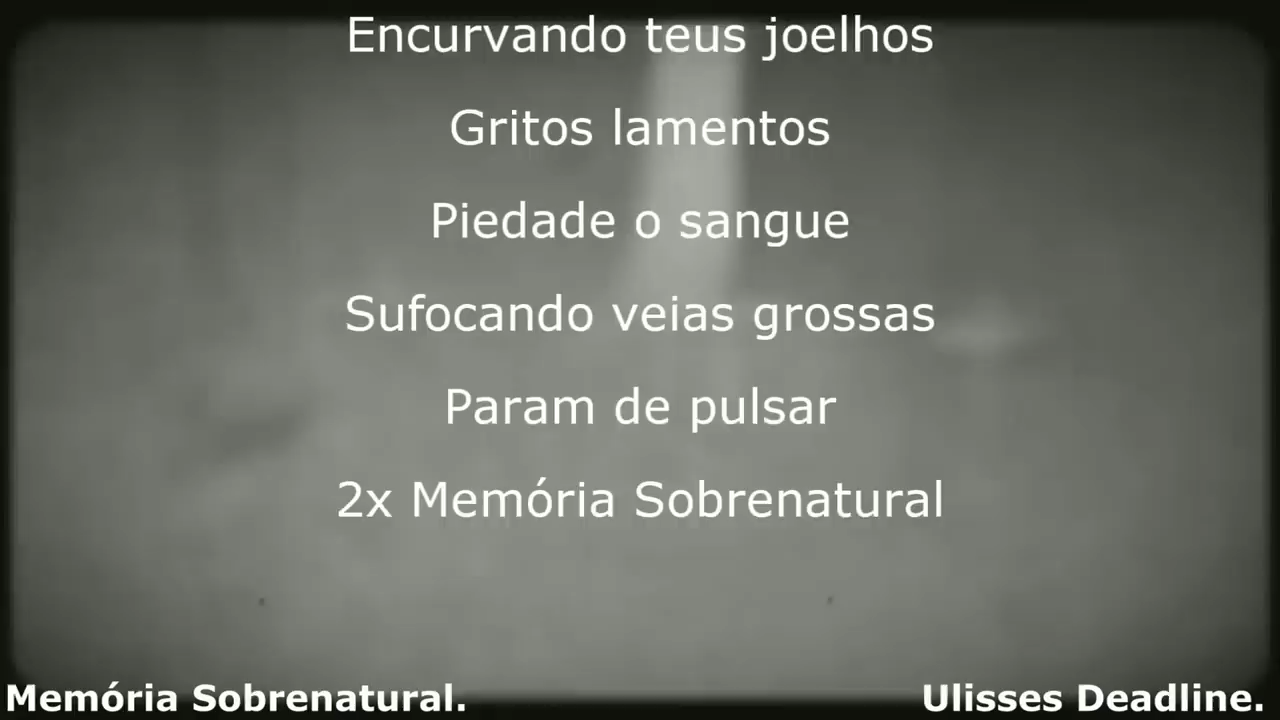 Encurvando teus joelhos
Gritos lamentos
Piedade o sangue
Sufocando veias grossas
Param de pulsar
2x Memória Sobrenatural
Memória Sobrenatural.
Ulisses Deadline.